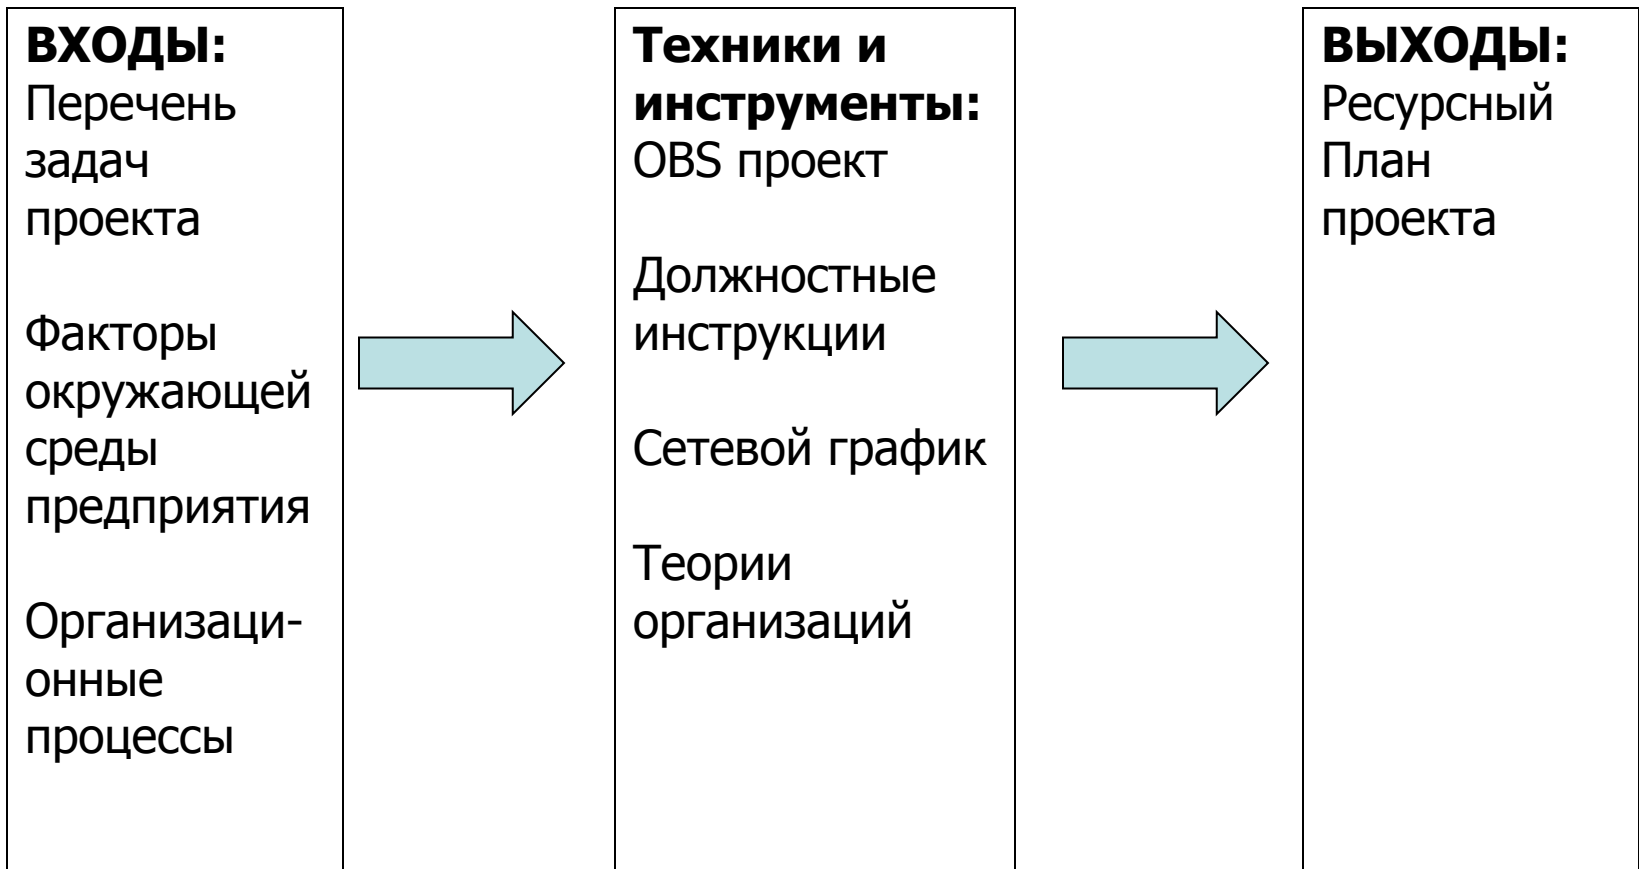 ВХОДЫ:
Перечень
задач
проекта
Факторы
окружающей
среды
предприятия
Организаци-
онные
процессы
Техники и
инструменты:
OBS проект
Должностные
инструкции
Сетевой график
Теории
организаций
ВЫХОДЫ:
Ресурсный
План
проекта